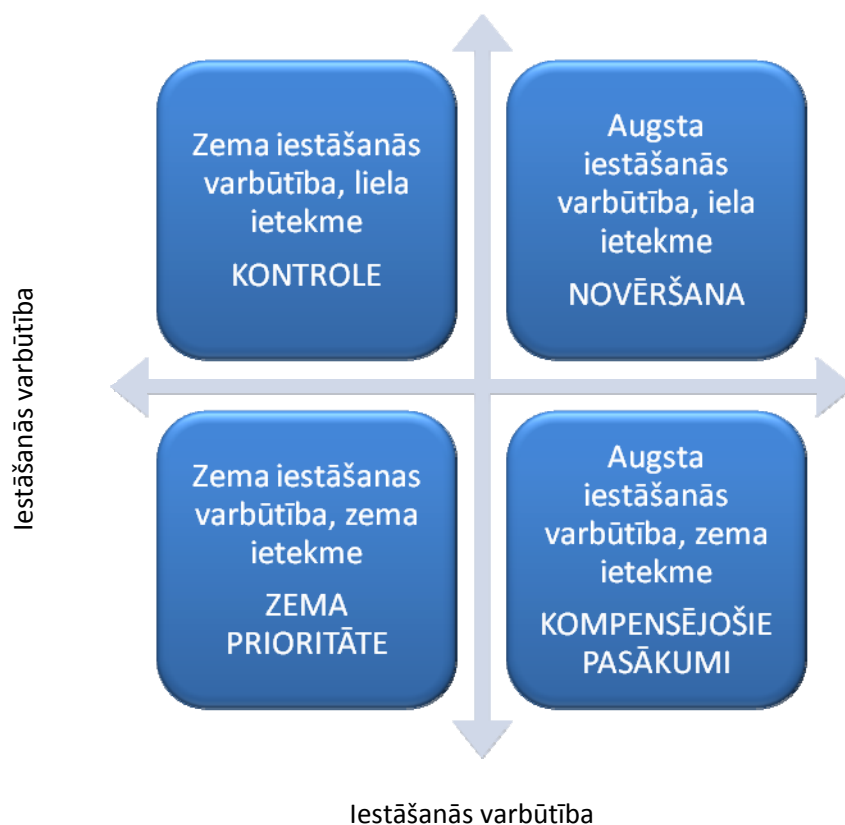 Zema iestāšanās
varbūtība, liela
ietekme
KONTROLE
Augsta
iestāšanās
varbūtība, iela
ietekme
NOVĒRŠANA
Iestāšanās varbūtība
Zema iestāšanas
varbūtība, zema
ietekme
ZEMA
PRIORITĀTE
Augsta
iestāšanās
varbūtība, zema
ietekme
KOMPENSĒJOŠIE
PASĀKUMI
Iestāšanās varbūtība